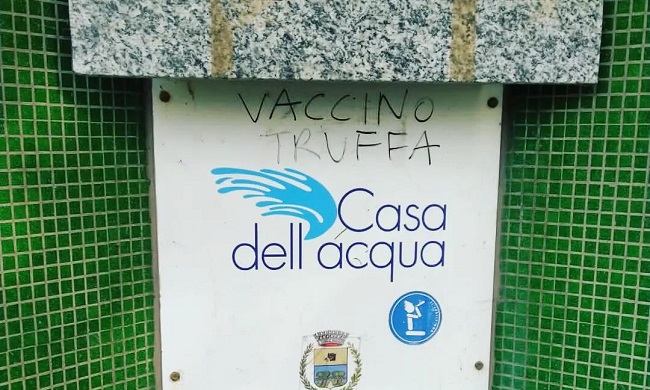 VACCINO
TRUFFA
Casa
dell'acqua